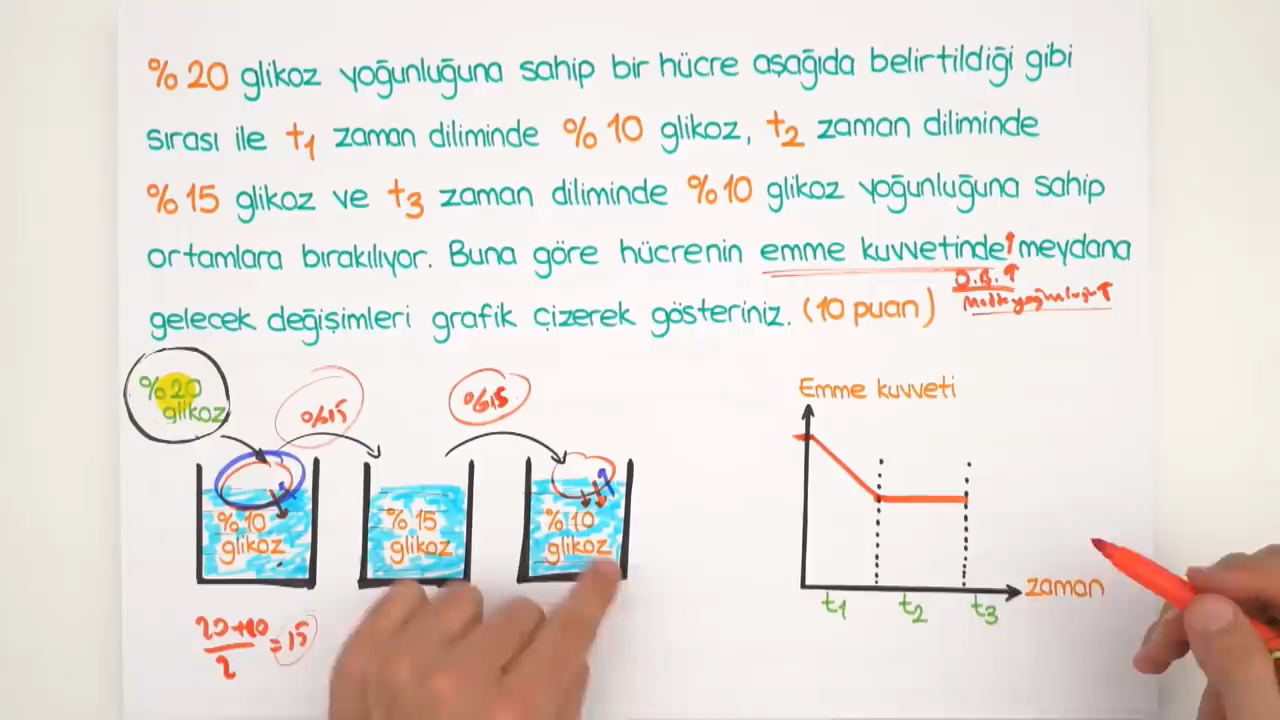 %20 glikoz yoğunluğuna sahip bir hücre aşağıda belirtildiği gibi
sırası ile t1 zaman diliminde %10 glikoz, t2 zaman diliminde
%15 glikoz ve t3 zaman diliminde %10 glikoz yoğunluğuna sahip
ortamlara bırakılıyor. Buna göre hücrenin emme kuvvetinde↑ meydana
O.B.↑
Madde yoğunluğu↑
gelecek değişimleri grafik çizerek gösteriniz. (10 puan)
%20
glikoz
%15
%15
%10
glikoz
%15
glikoz
%10
glikoz
20+10
2
=15
Emme kuvveti
zaman
t1
t2
t3